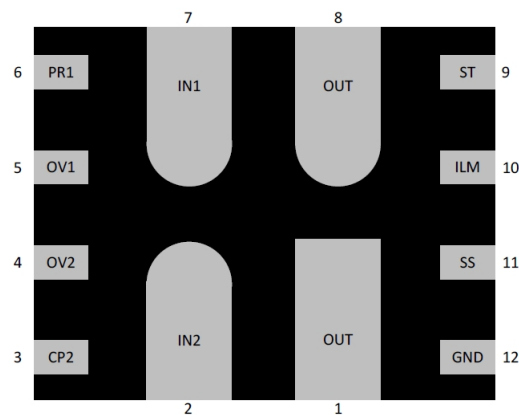 7 8
6 PR1 IN1 OUT ST 9
5 OV1 ILM 10
4 OV2 SS 11
3 CP2 IN2 OUT GND 12
2 1